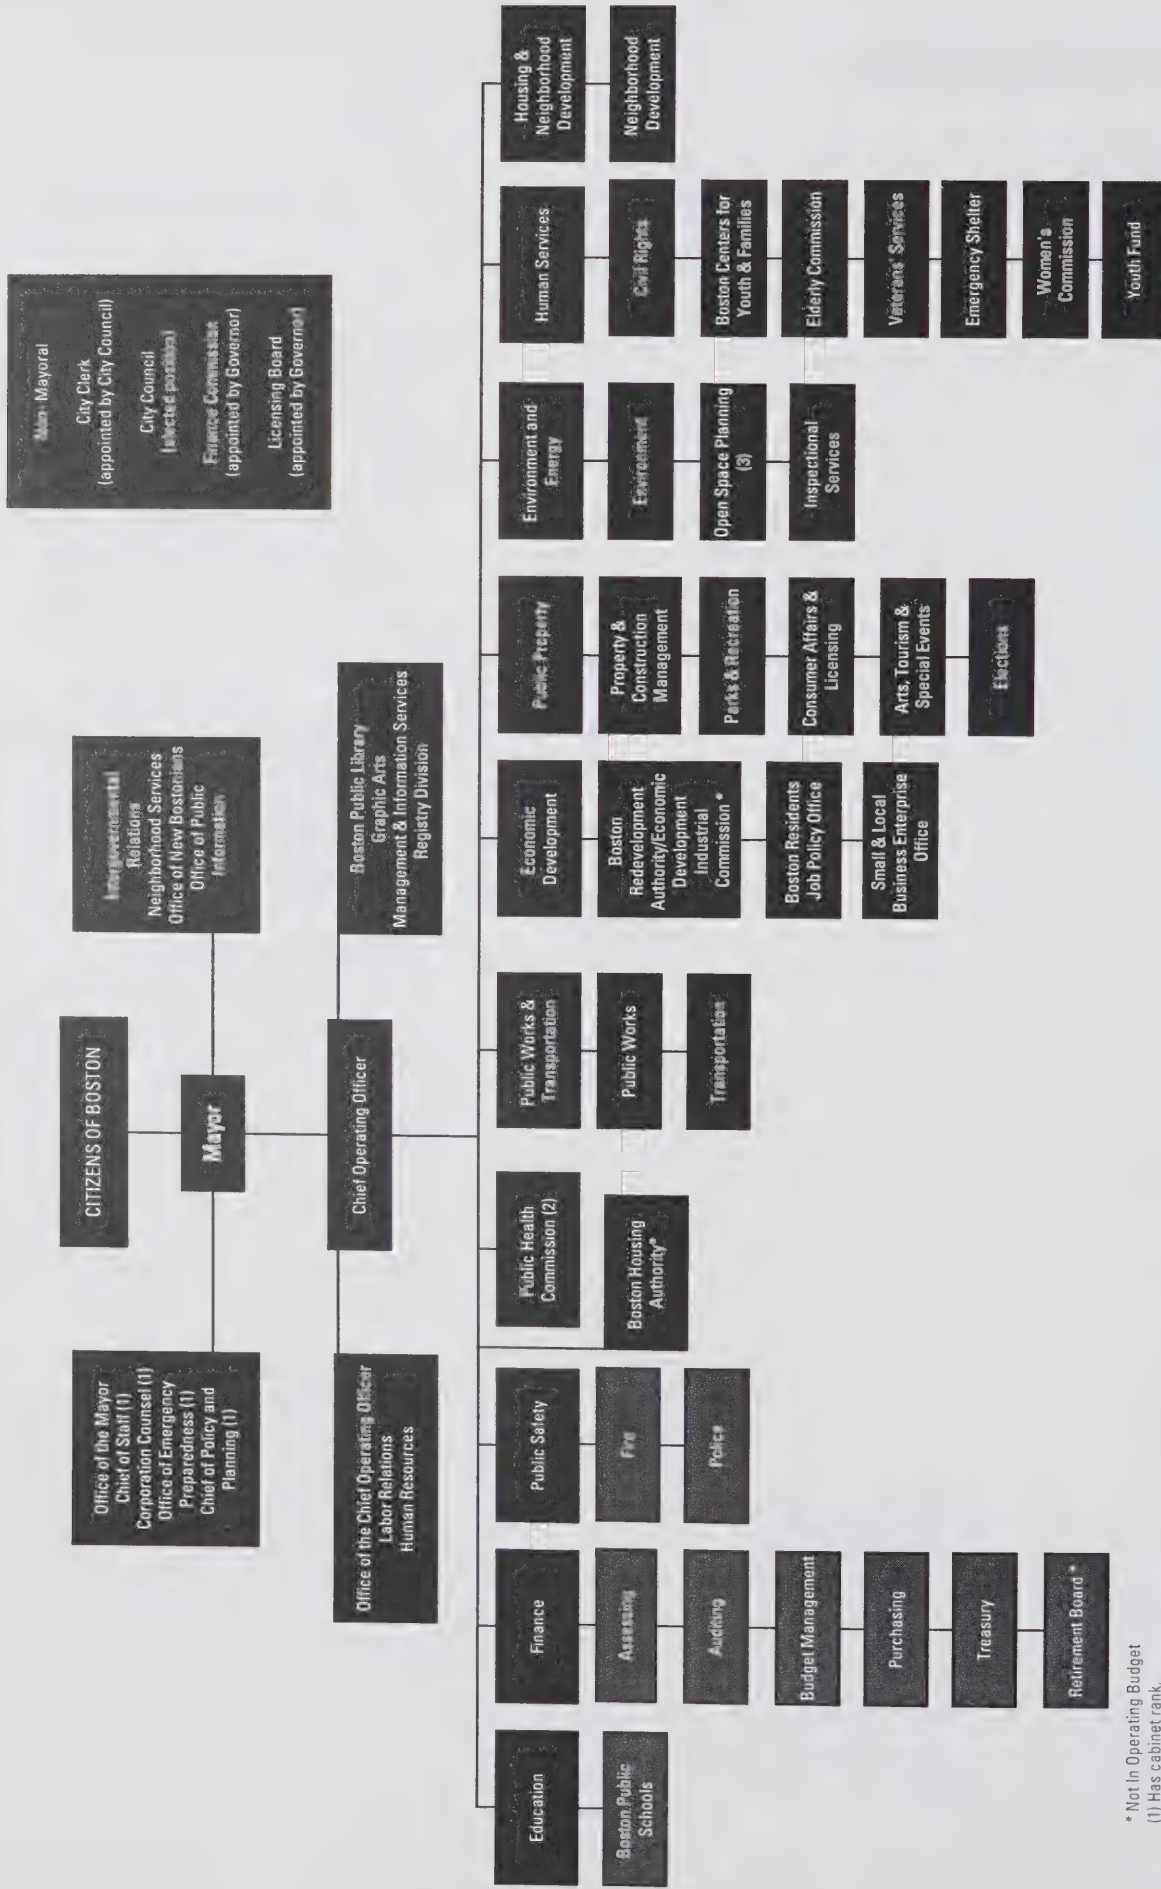 CITIZENS OF BOSTON
Mayor
Office of the Mayor
Chief of Staff (1)
Corporation Counsel (1)
Office of Emergency
Preparedness (1)
Chief of Policy and
Planning (1)
Intergovernmental
Relations
Neighborhood Services
Office of New Bostonians
Office of Public
Information
Non-Mayoral
City Clerk
(appointed by City Council)
City Council
(elected position)
Finance Commission
(appointed by Governor)
Licensing Board
(appointed by Governor)
Chief Operating Officer
Office of the Chief Operating Officer
Labor Relations
Human Resources
Boston Public Library
Graphic Arts
Management & Information Services
Registry Division
Education
Boston Public
Schools
Finance
Assessing
Auditing
Budget Management
Purchasing
Treasury
Retirement Board *
Public Safety
Fire
Police
Public Health
Commission (2)
Boston Housing
Authority*
Public Works &
Transportation
Public Works
Transportation
Economic
Development
Boston
Redevelopment
Authority/Economic
Development
Industrial
Commission *
Boston Residents
Job Policy Office
Small & Local
Business Enterprise
Office
Public Property
Property &
Construction
Management
Parks & Recreation
Consumer Affairs &
Licensing
Arts, Tourism &
Special Events
Elections
Environment and
Energy
Environment
Open Space Planning
(3)
Inspectional
Services
Human Services
Civil Rights
Boston Centers for
Youth & Families
Elderly Commission
Veterans' Services
Emergency Shelter
Women's
Commission
Youth Fund
Housing &
Neighborhood
Development
Neighborhood
Development
* Not In Operating Budget
(1) Has cabinet rank.